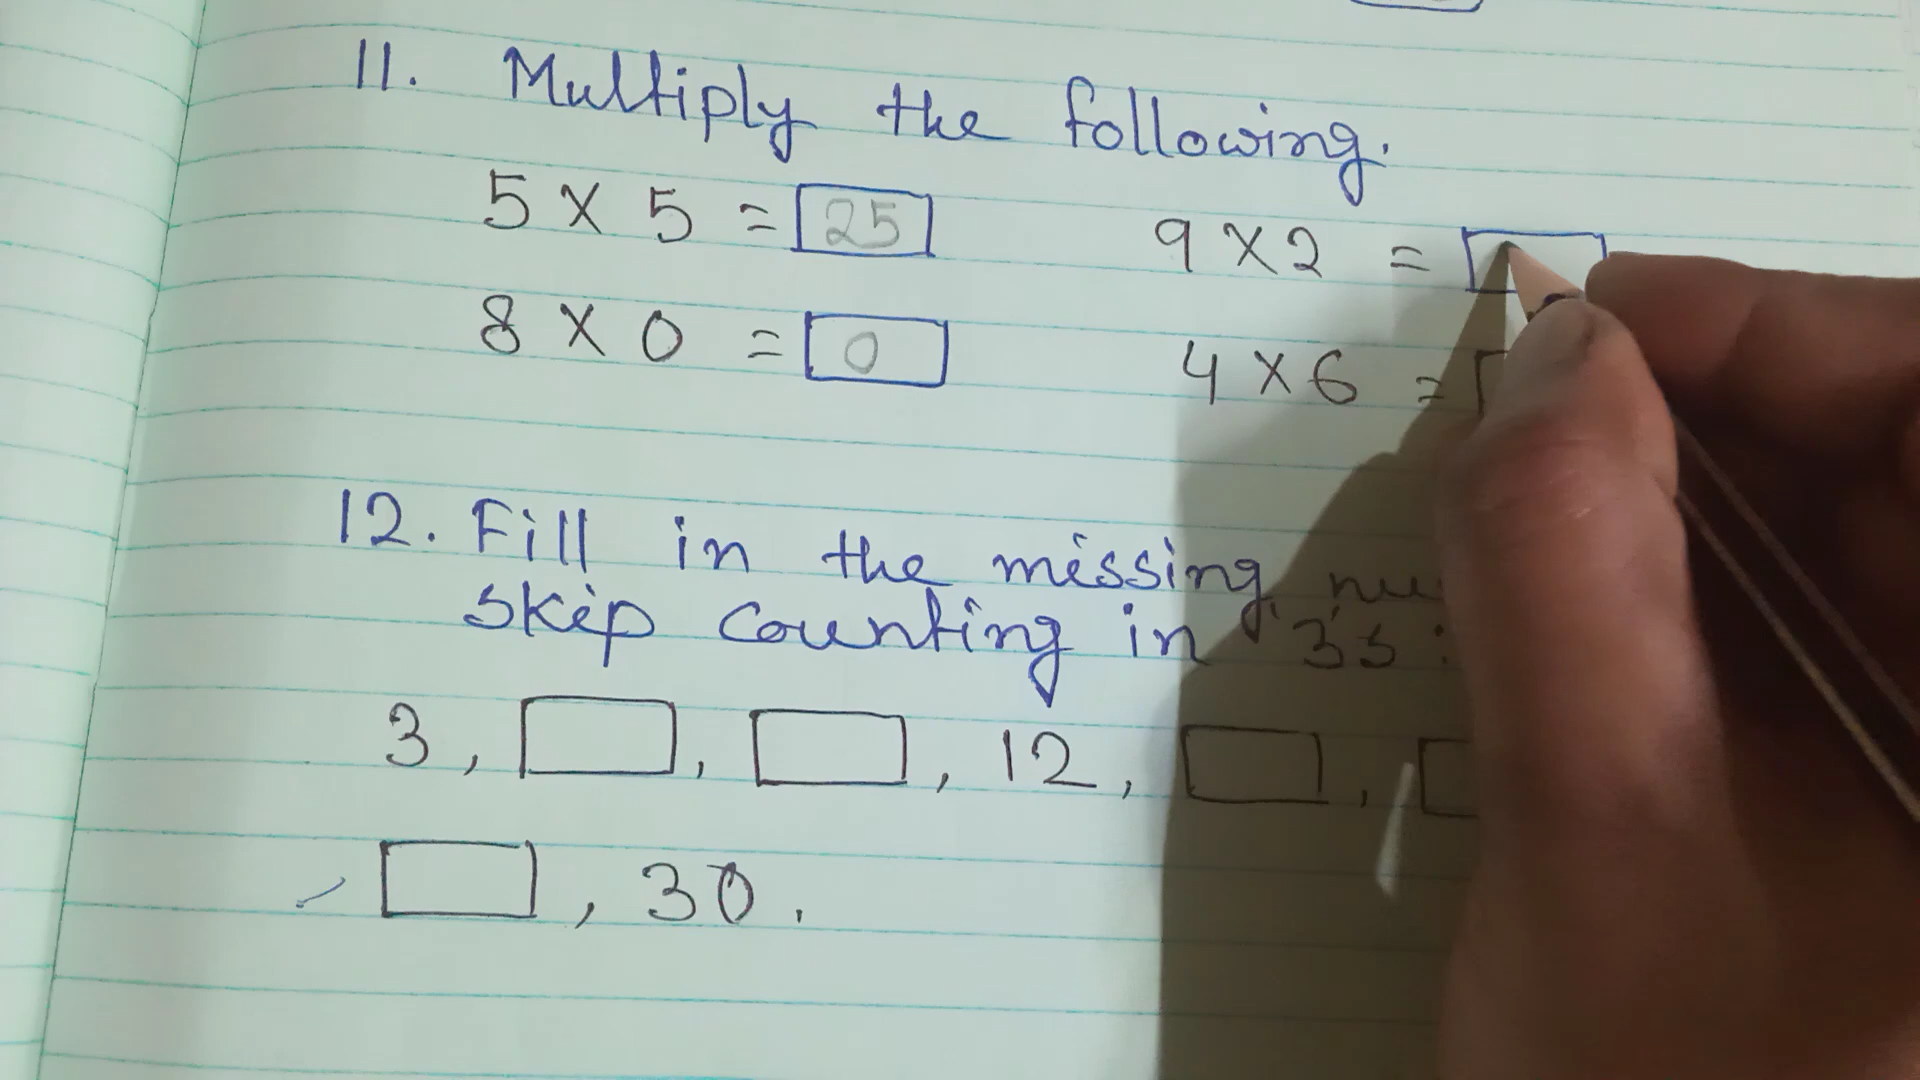 11. Multiply the following.
5 × 5 = 25 9 × 2 =
8 × 0 = 0 4 × 6 =
12. Fill in the missing
skip counting in 3s :
3, , , 12, ,
, 30.